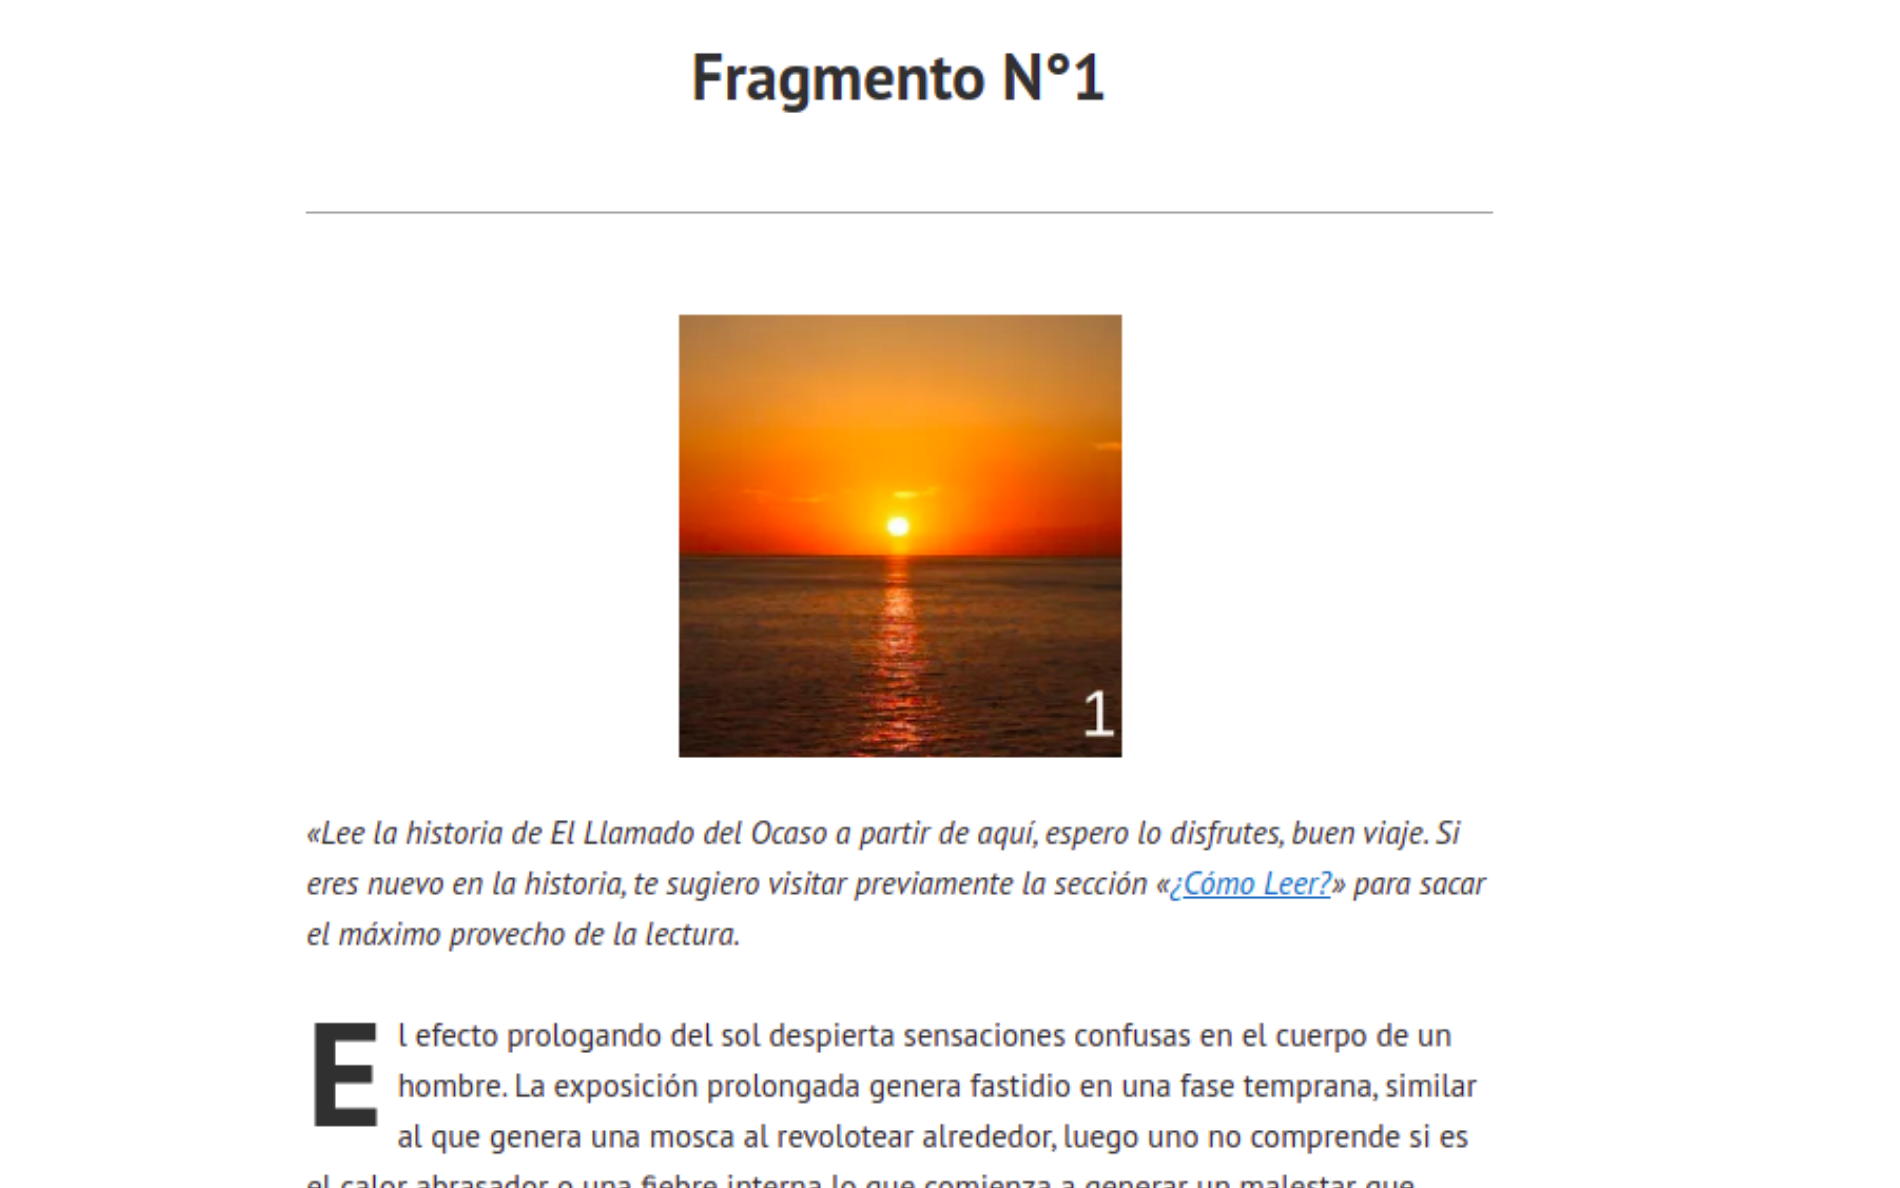 Fragmento N°1
1
«Lee la historia de El Llamado del Ocaso a partir de aquí, espero lo disfrutes, buen viaje. Si
eres nuevo en la historia, te sugiero visitar previamente la sección «¿Cómo Leer?» para sacar
el máximo provecho de la lectura.
El efecto prologando del sol despierta sensaciones confusas en el cuerpo de un
hombre. La exposición prolongada genera fastidio en una fase temprana, similar
al que genera una mosca al revolotear alrededor, luego uno no comprende si es
el calor abrasador o una fiebre interna lo que comienza a generar un malestar que